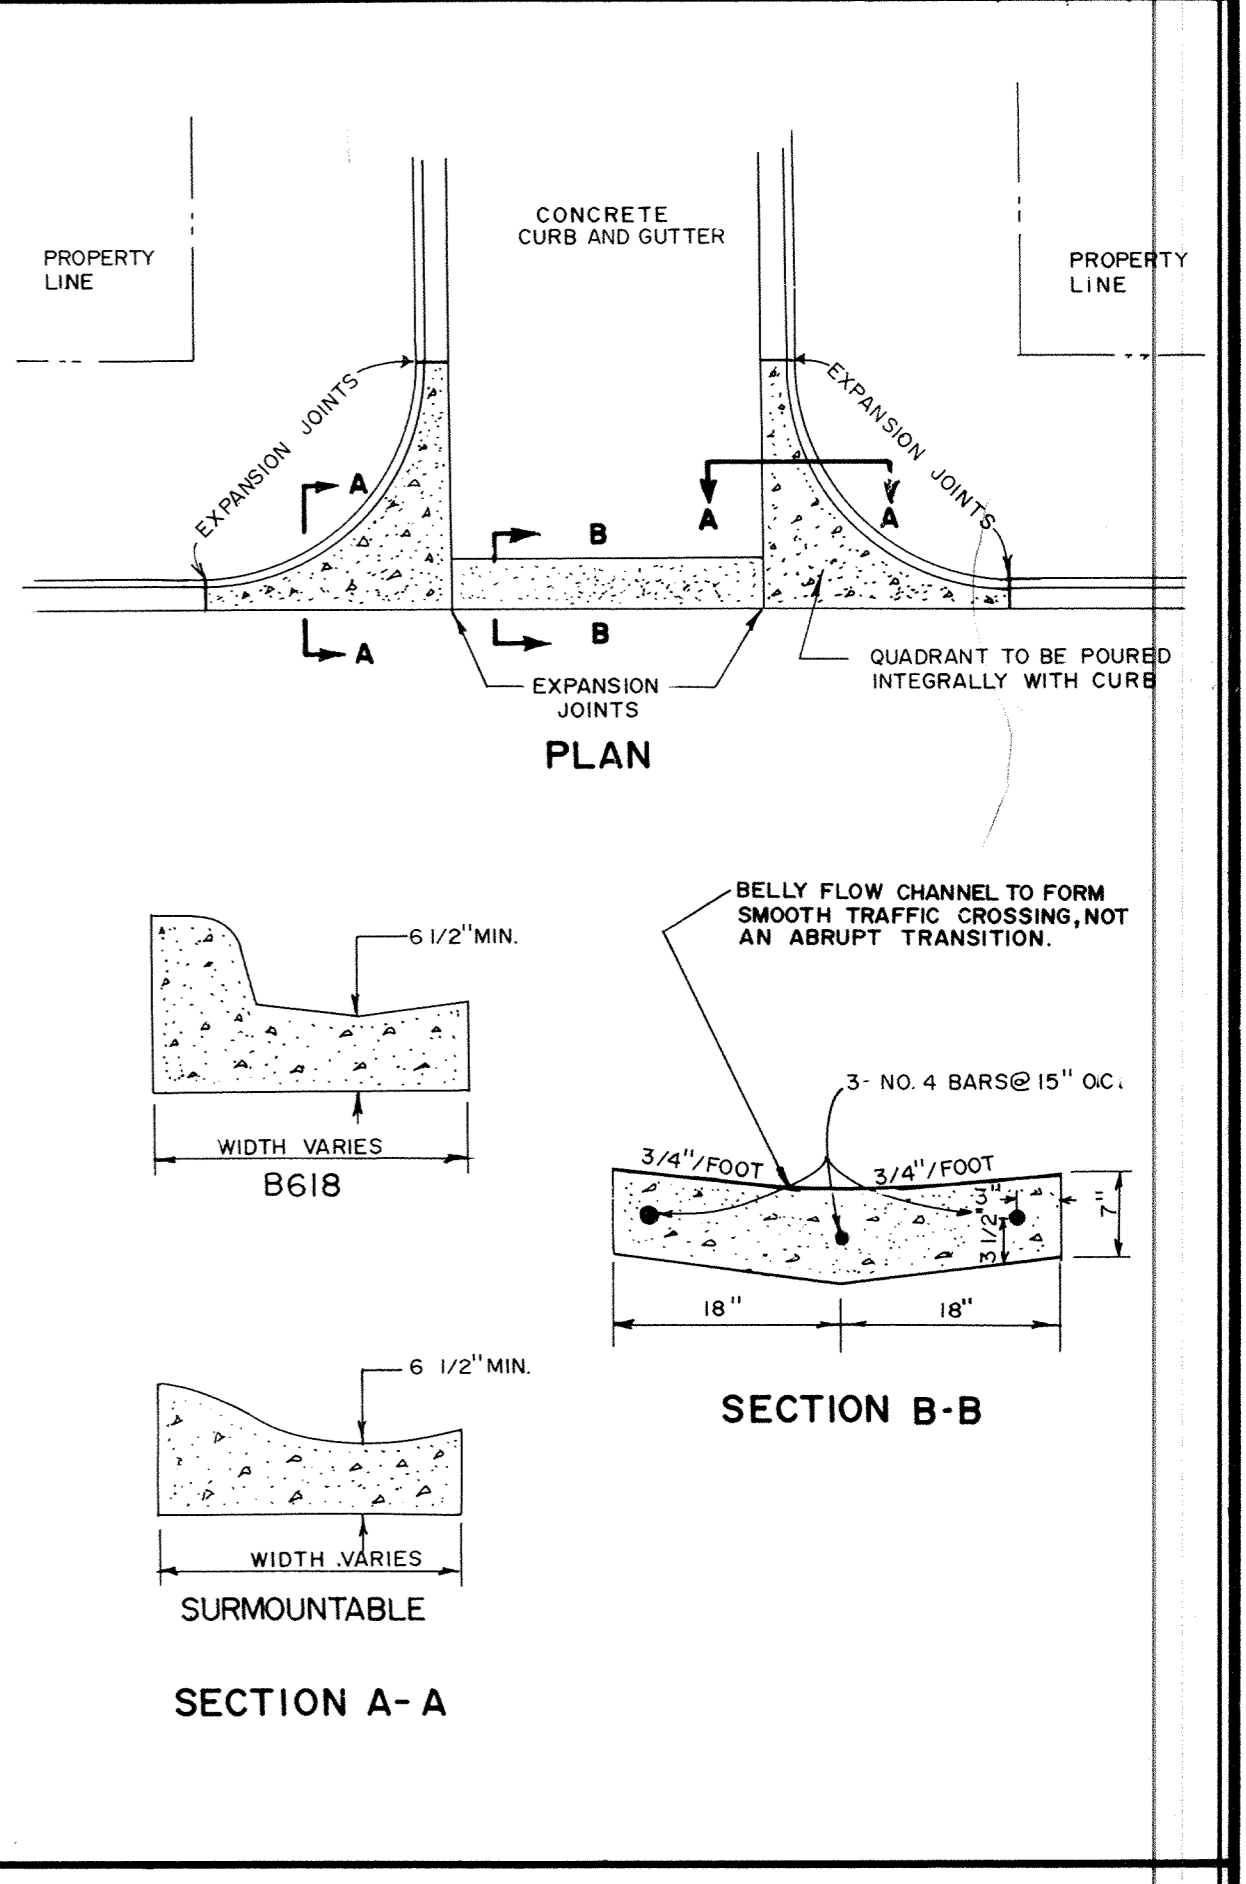 CONCRETE
CURB AND GUTTER
PROPERTY
LINE
PROPERTY
LINE
EXPANSION JOINTS
EXPANSION JOINTS
A
A
A
A
B
B
QUADRANT TO BE POURED
INTEGRALLY WITH CURB
EXPANSION
JOINTS
PLAN
BELLY FLOW CHANNEL TO FORM
SMOOTH TRAFFIC CROSSING, NOT
AN ABRUPT TRANSITION.
6 1/2" MIN.
WIDTH VARIES
B618
3- NO. 4 BARS @ 15" O.C.
3/4"/FOOT
3/4"/FOOT
3"
3 1/2"
7"
18"
18"
SECTION B-B
6 1/2" MIN.
WIDTH VARIES
SURMOUNTABLE
SECTION A-A